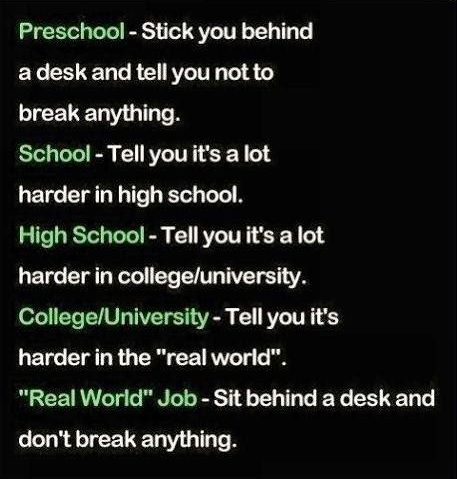 Preschool - Stick you behind
a desk and tell you not to
break anything.
School - Tell you it's a lot
harder in high school.
High School - Tell you it's a lot
harder in college/university.
College/University - Tell you it's
harder in the "real world".
"Real World" Job - Sit behind a desk and
don't break anything.